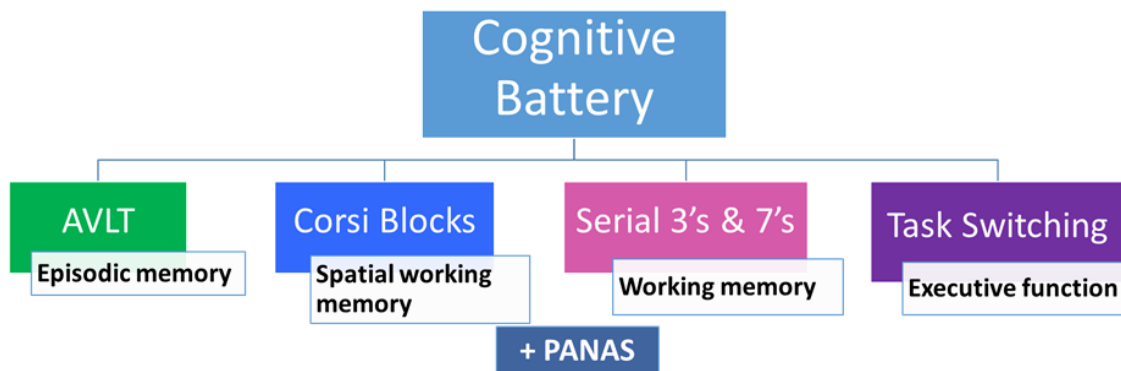 Cognitive
Battery
AVLT
Episodic memory
Corsi Blocks
Spatial working
memory
Serial 3’s & 7’s
Working memory
Task Switching
Executive function
+ PANAS